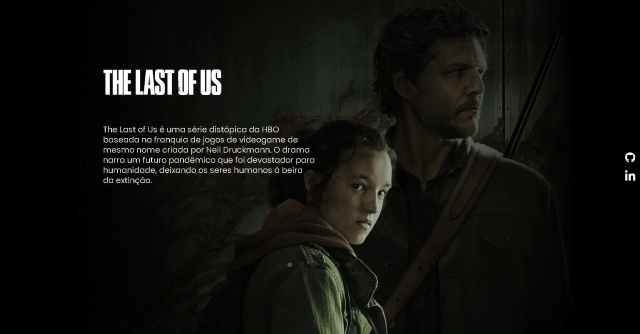 THE LAST OF US
The Last of Us é uma série distópica da HBO
baseada na franquia de jogos de videogame de
mesmo nome criada por Neil Druckmann. O drama
narra um futuro pandêmico que foi devastador para
humanidade, deixando os seres humanos à beira
da extinção.
in